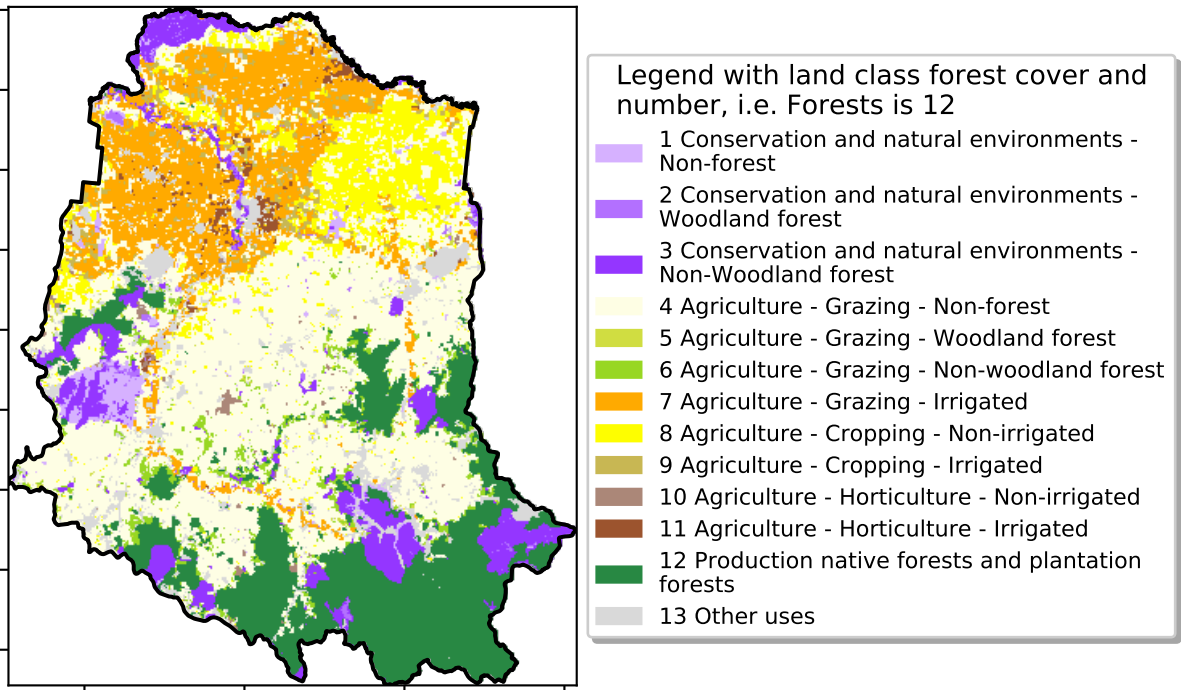 Legend with land class forest cover and
number, i.e. Forests is 12
1 Conservation and natural environments -
Non-forest
2 Conservation and natural environments -
Woodland forest
3 Conservation and natural environments -
Non-Woodland forest
4 Agriculture - Grazing - Non-forest
5 Agriculture - Grazing - Woodland forest
6 Agriculture - Grazing - Non-woodland forest
7 Agriculture - Grazing - Irrigated
8 Agriculture - Cropping - Non-irrigated
9 Agriculture - Cropping - Irrigated
10 Agriculture - Horticulture - Non-irrigated
11 Agriculture - Horticulture - Irrigated
12 Production native forests and plantation
forests
13 Other uses